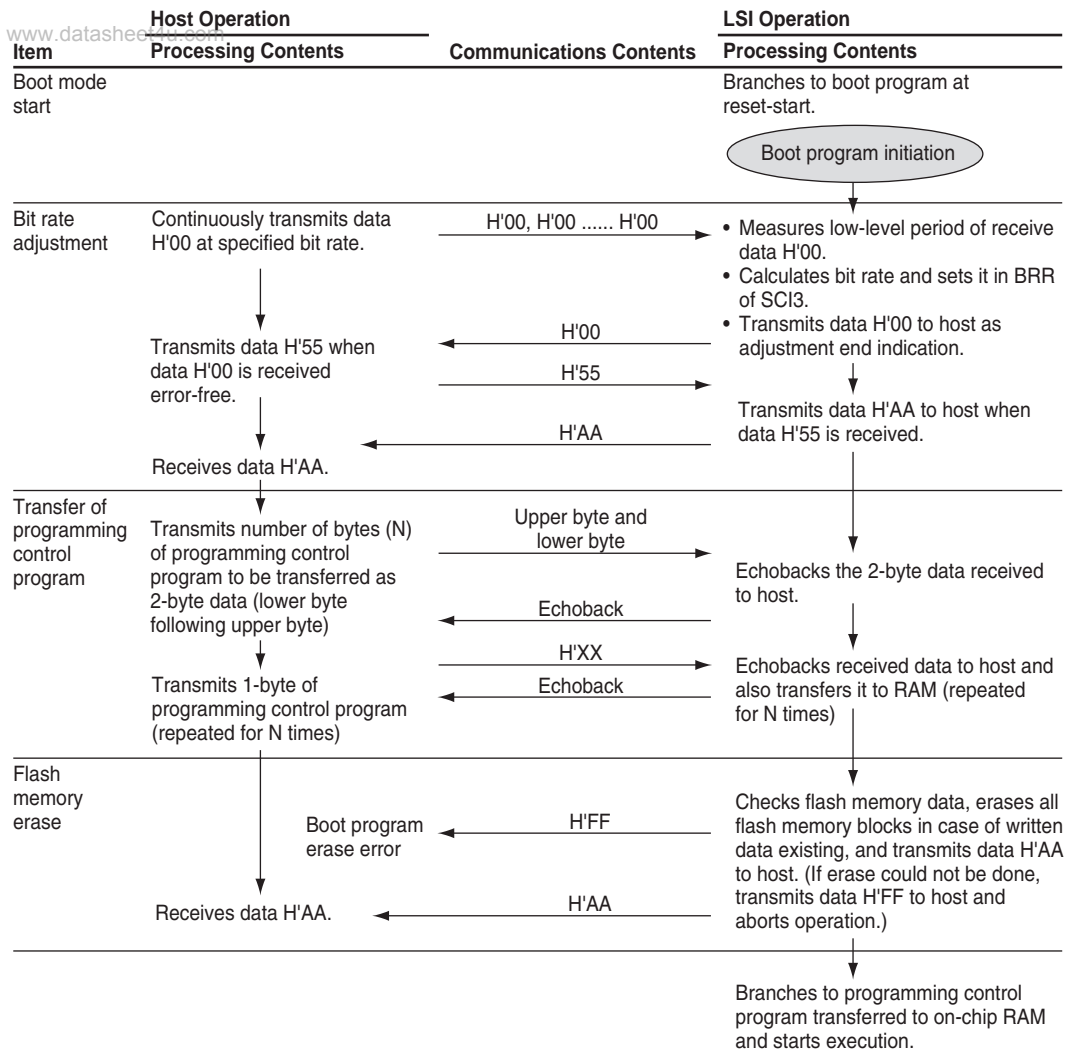 Host Operation
LSI Operation
www.datasheet4u.com
Item
Processing Contents
Communications Contents
Processing Contents
Boot mode
start
Branches to boot program at
reset-start.
Boot program initiation
Bit rate
adjustment
Continuously transmits data
H'00 at specified bit rate.
H'00, H'00 ...... H'00
• Measures low-level period of receive
data H'00.
• Calculates bit rate and sets it in BRR
of SCI3.
• Transmits data H'00 to host as
adjustment end indication.
H'00
Transmits data H'55 when
data H'00 is received
error-free.
H'55
Transmits data H'AA to host when
data H'55 is received.
H'AA
Receives data H'AA.
Transfer of
programming
control
program
Transmits number of bytes (N)
of programming control
program to be transferred as
2-byte data (lower byte
following upper byte)
Upper byte and
lower byte
Echobacks the 2-byte data received
to host.
Echoback
H'XX
Transmits 1-byte of
programming control program
(repeated for N times)
Echoback
Echobacks received data to host and
also transfers it to RAM (repeated
for N times)
Flash
memory
erase
Boot program
erase error
H'FF
Checks flash memory data, erases all
flash memory blocks in case of written
data existing, and transmits data H'AA
to host. (If erase could not be done,
transmits data H'FF to host and
aborts operation.)
Receives data H'AA.
H'AA
Branches to programming control
program transferred to on-chip RAM
and starts execution.